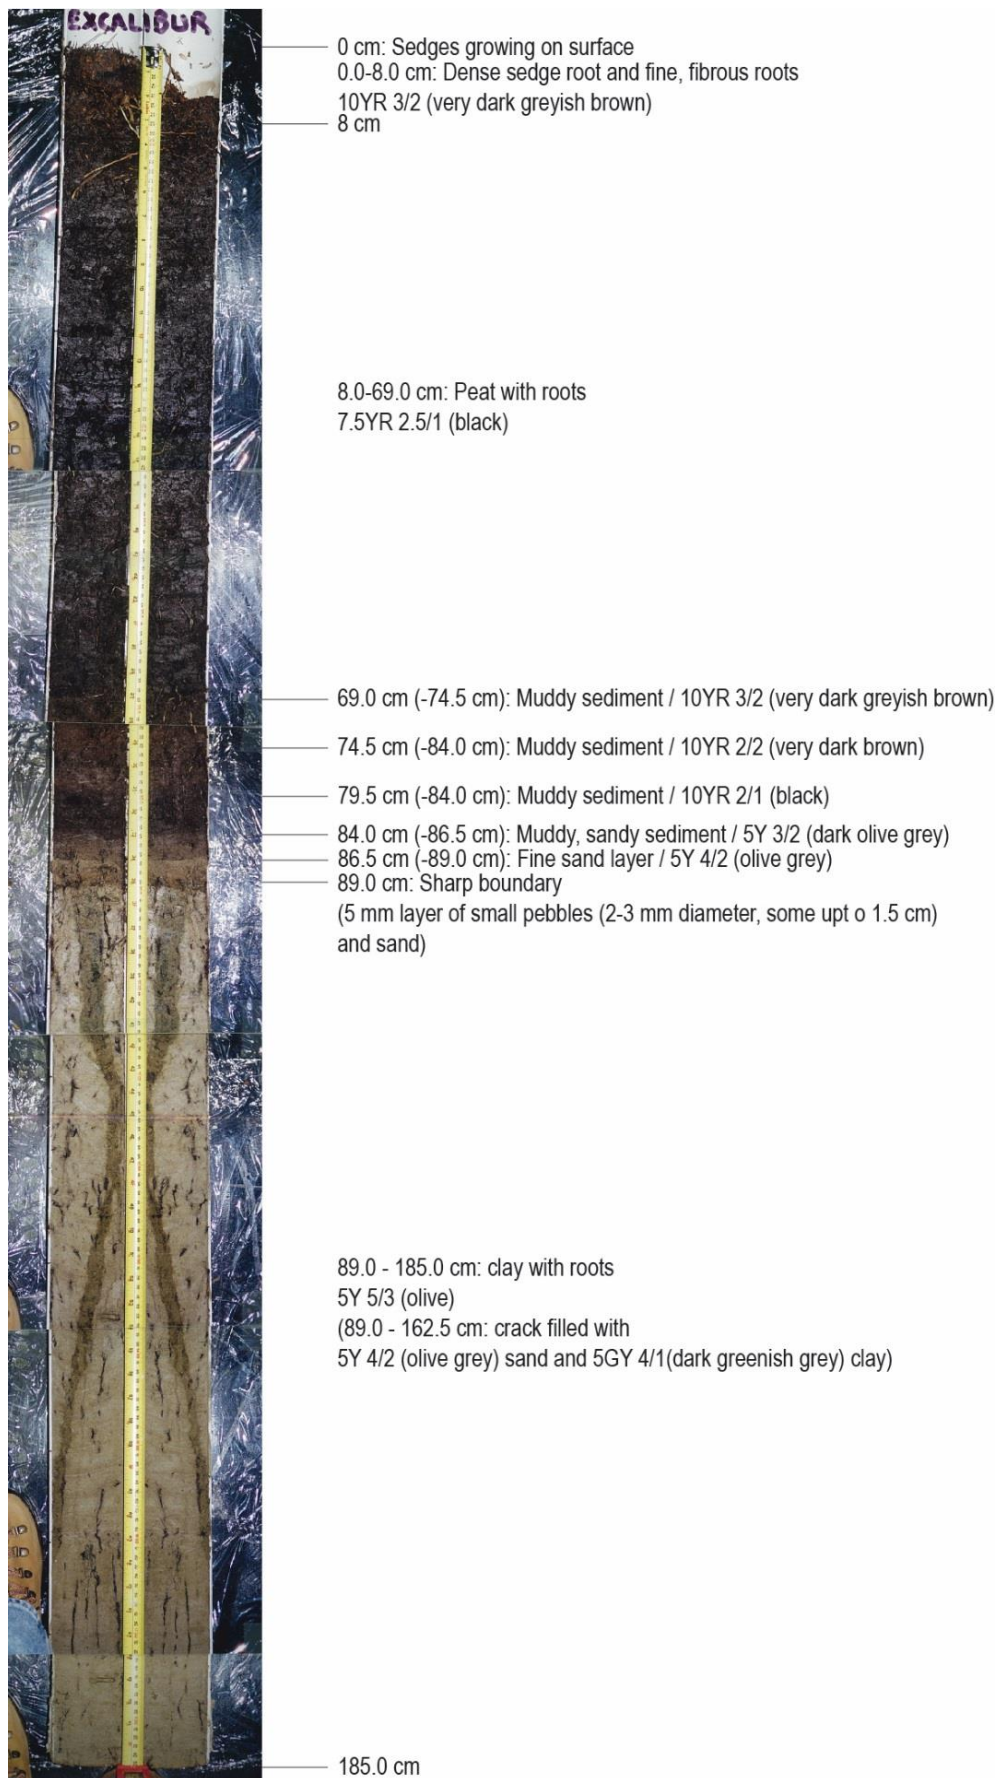 EXCALIBUR
0 cm: Sedges growing on surface
0.0-8.0 cm: Dense sedge root and fine, fibrous roots
10YR 3/2 (very dark greyish brown)
8 cm
8.0-69.0 cm: Peat with roots
7.5YR 2.5/1 (black)
69.0 cm (-74.5 cm): Muddy sediment / 10YR 3/2 (very dark greyish brown)
74.5 cm (-84.0 cm): Muddy sediment / 10YR 2/2 (very dark brown)
79.5 cm (-84.0 cm): Muddy sediment / 10YR 2/1 (black)
84.0 cm (-86.5 cm): Muddy, sandy sediment / 5Y 3/2 (dark olive grey)
86.5 cm (-89.0 cm): Fine sand layer / 5Y 4/2 (olive grey)
89.0 cm: Sharp boundary
(5 mm layer of small pebbles (2-3 mm diameter, some upt o 1.5 cm)
and sand)
89.0 - 185.0 cm: clay with roots
5Y 5/3 (olive)
(89.0 - 162.5 cm: crack filled with
5Y 4/2 (olive grey) sand and 5GY 4/1(dark greenish grey) clay)
185.0 cm